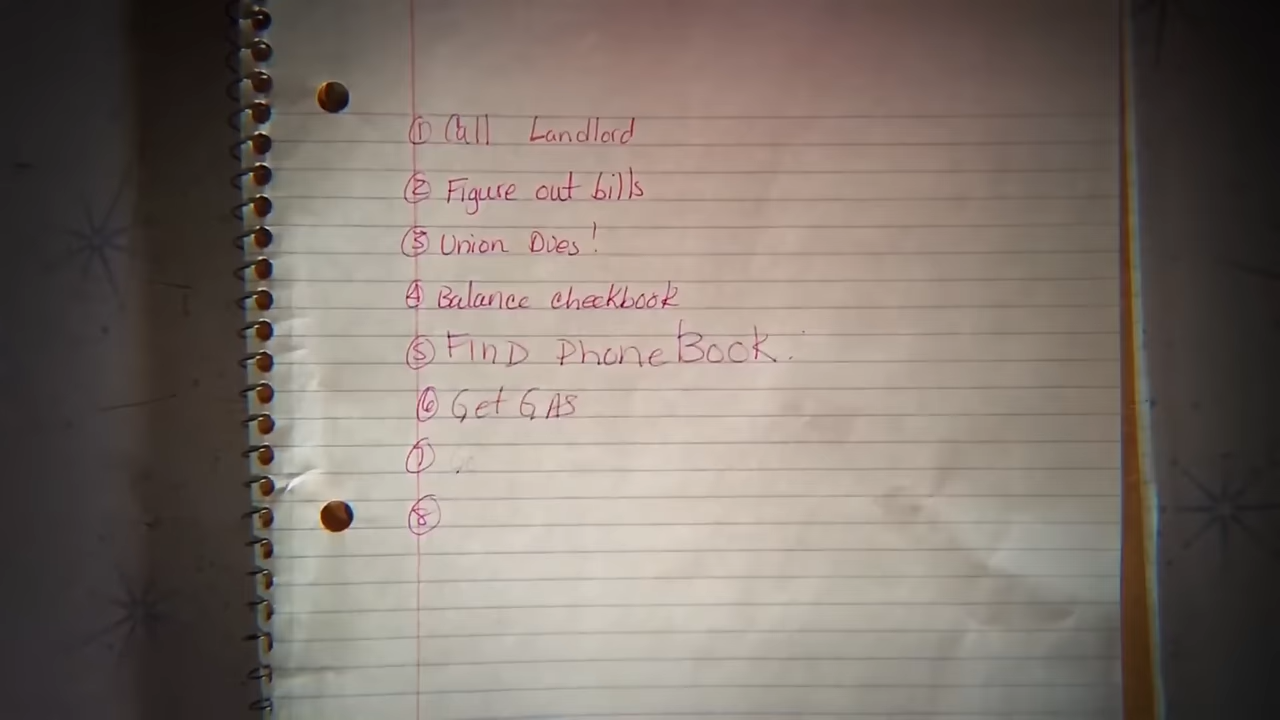 ① Call Landlord
② Figure out bills
③ Union Dues!
④ Balance checkbook
⑤ FinD PhoneBook.
⑥ Get GAS
⑦
⑧